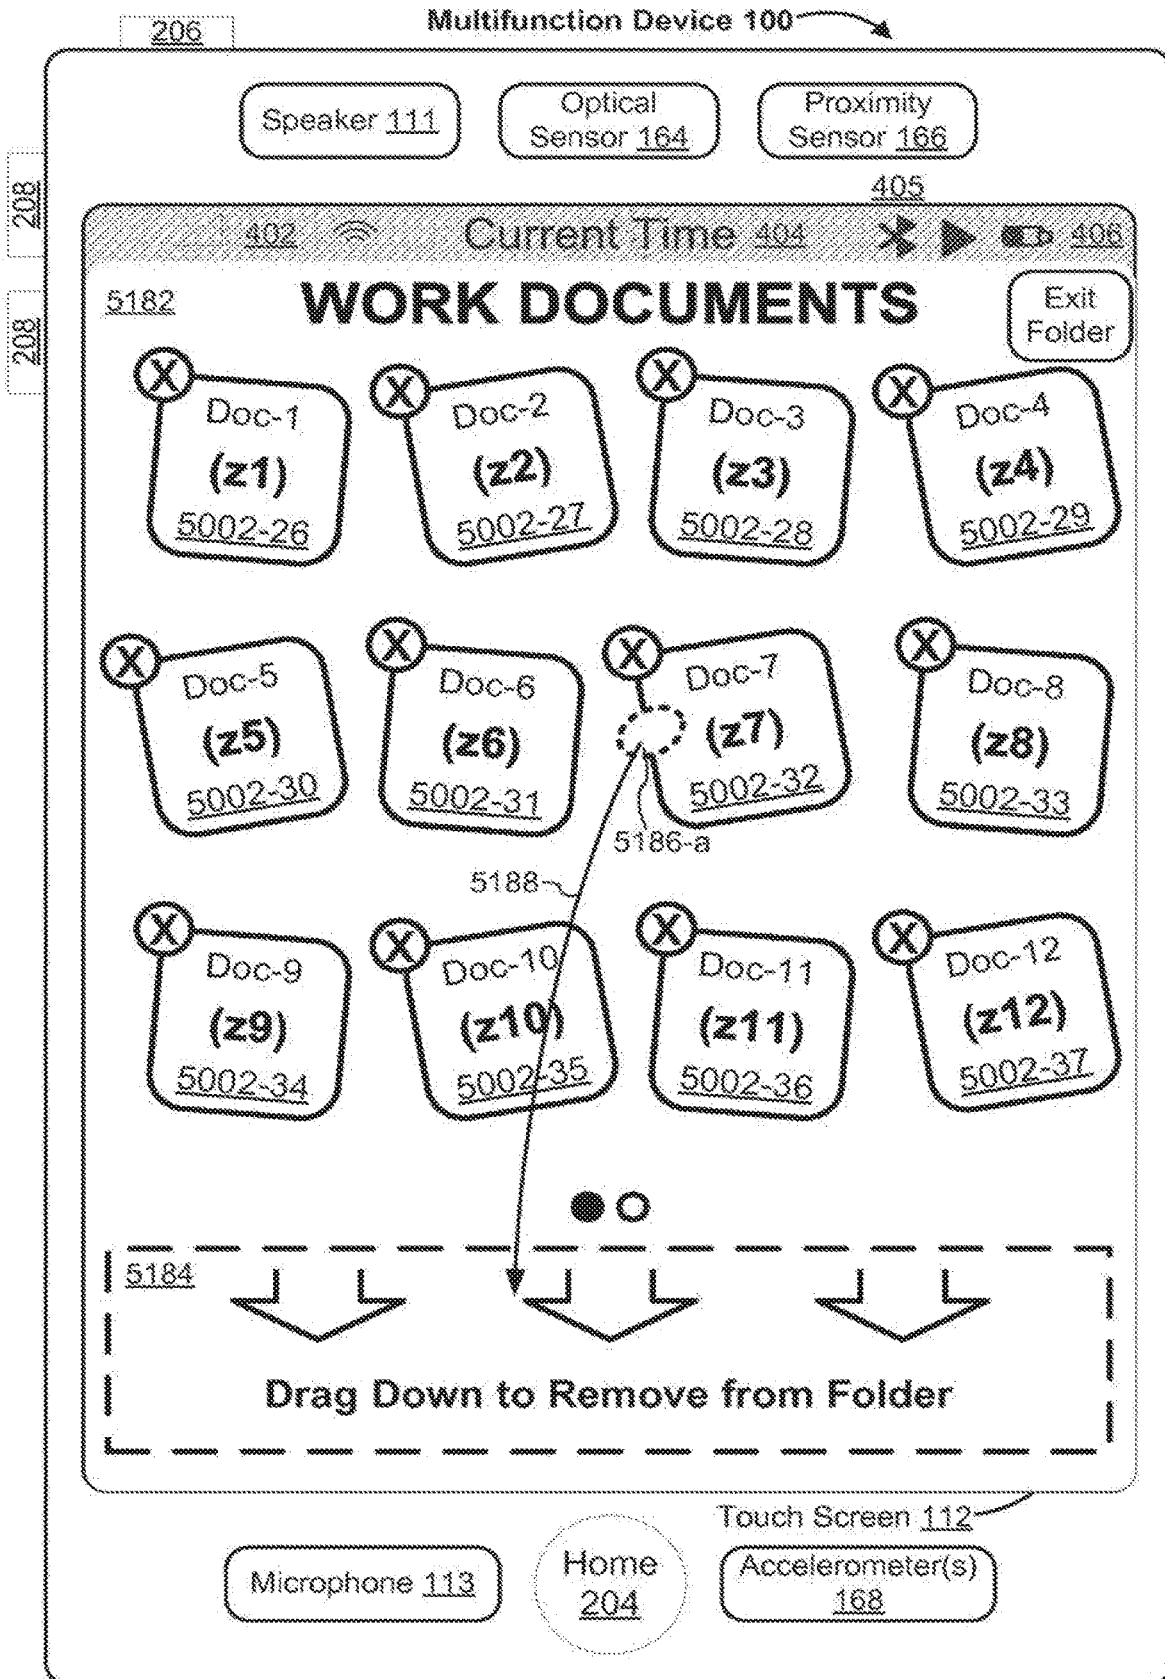 Multifunction Device 100
206
Speaker 111
Optical
Sensor 164
Proximity
Sensor 166
208
208
405
402
Current Time 404
406
5182
WORK DOCUMENTS
Exit
Folder
X
Doc-1
(z1)
5002-26
X
Doc-2
(z2)
5002-27
X
Doc-3
(z3)
5002-28
X
Doc-4
(z4)
5002-29
X
Doc-5
(z5)
5002-30
X
Doc-6
(z6)
5002-31
X
Doc-7
(z7)
5002-32
X
Doc-8
(z8)
5002-33
5186-a
5188
X
Doc-9
(z9)
5002-34
X
Doc-10
(z10)
5002-35
X
Doc-11
(z11)
5002-36
X
Doc-12
(z12)
5002-37
5184
Drag Down to Remove from Folder
Touch Screen 112
Microphone 113
Home
204
Accelerometer(s)
168